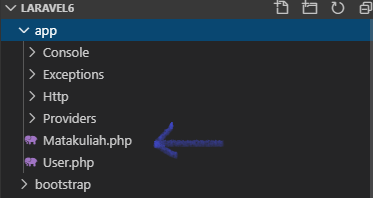 LARAVEL6
app
Console
Exceptions
Http
Providers
Matakuliah.php
User.php
bootstrap